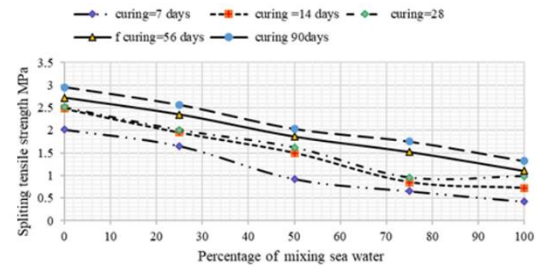 curing=7 days curing =14 days curing=28
f curing=56 days curing 90days
Spliting tensile strength MPa
3.5
3
2.5
2
1.5
1
0.5
0
0 10 20 30 40 50 60 70 80 90 100
Percentage of mixing sea water